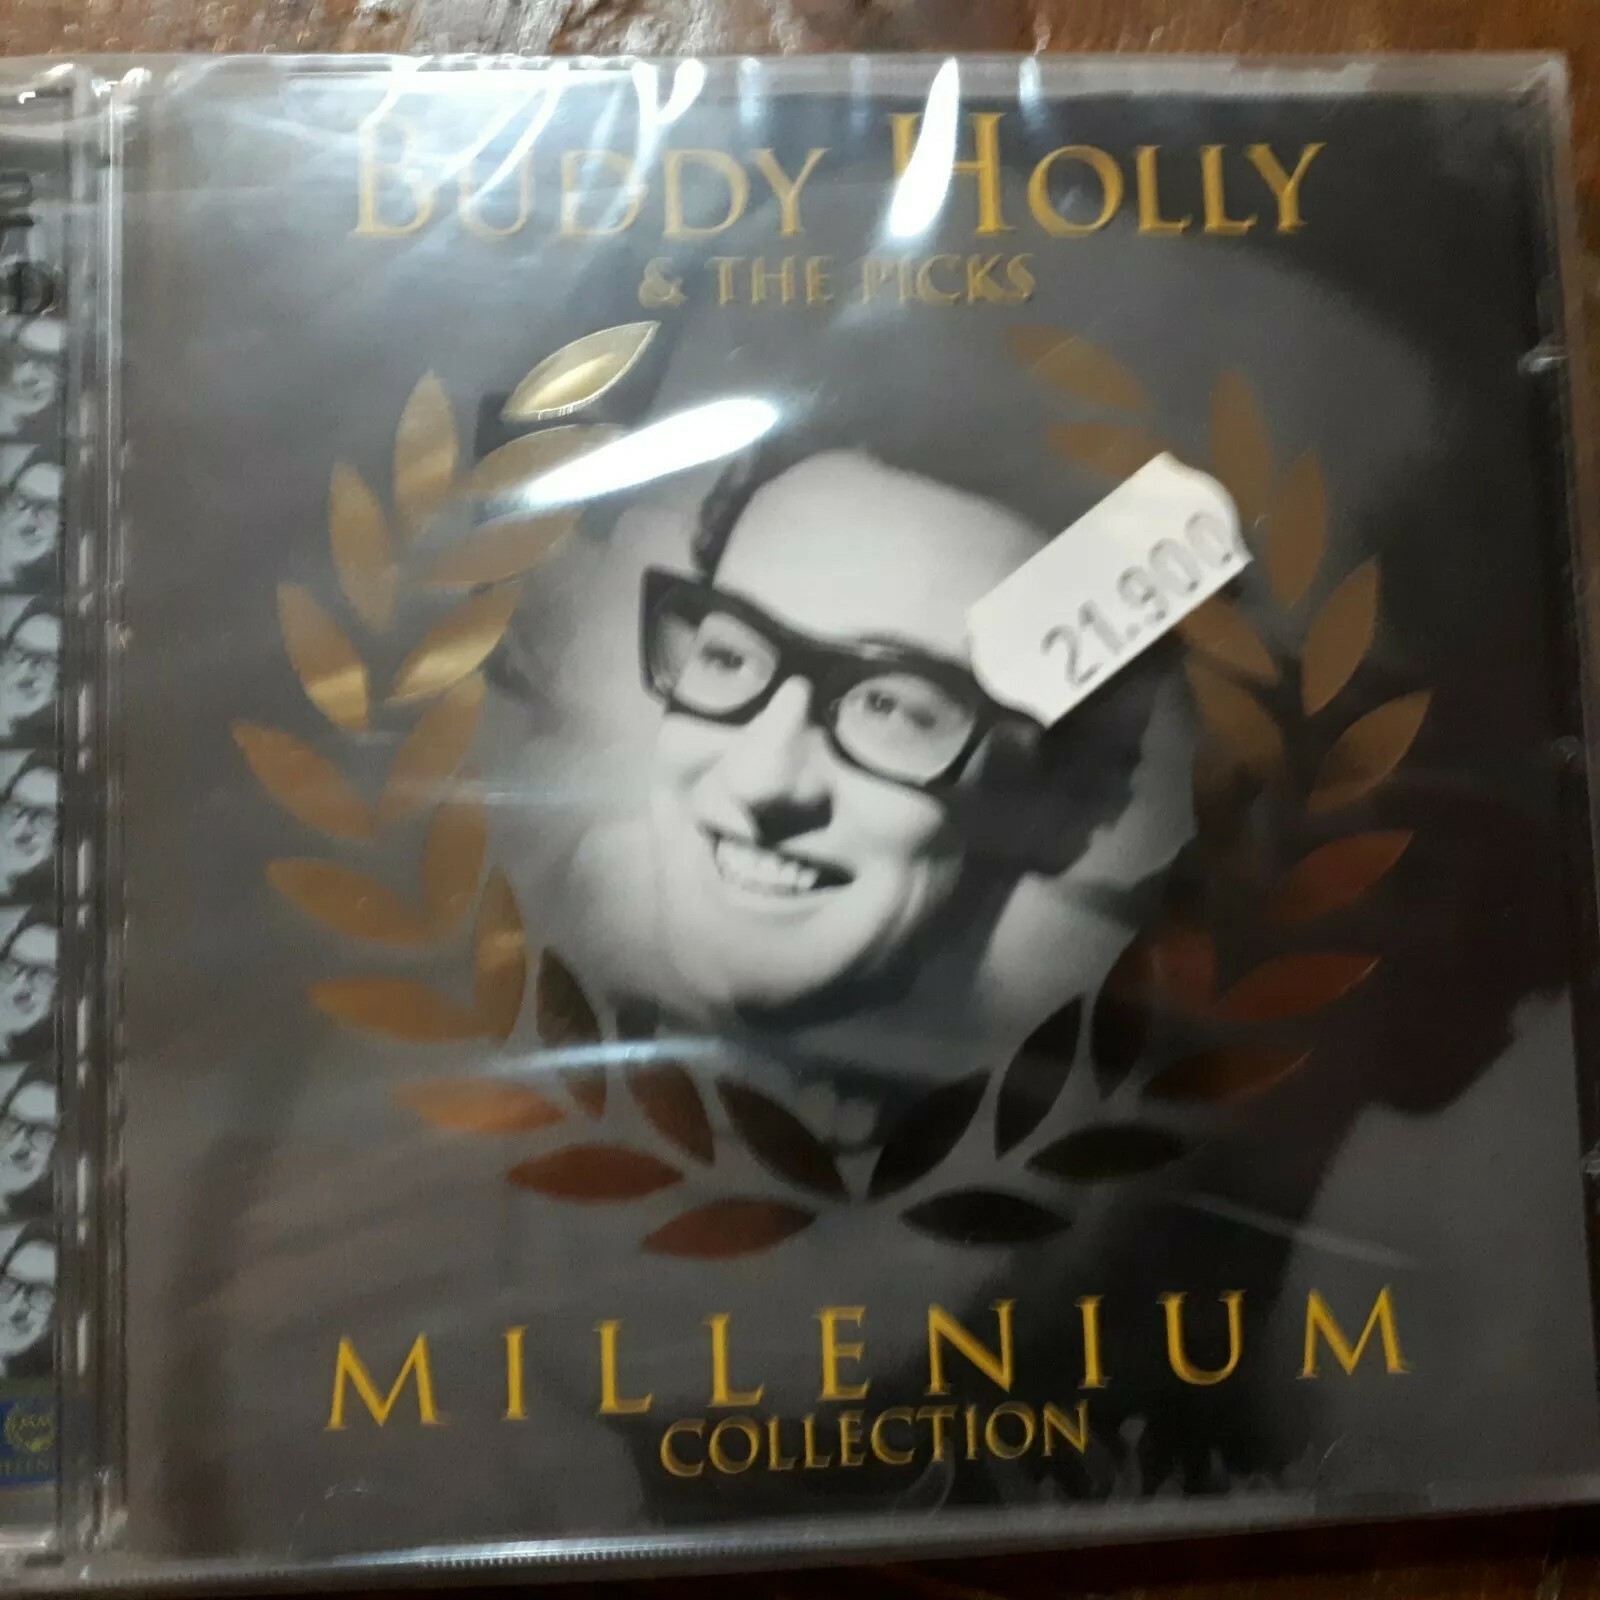 BUDDY HOLLY
& THE PICKS
21.900
MILLENIUM
COLLECTION